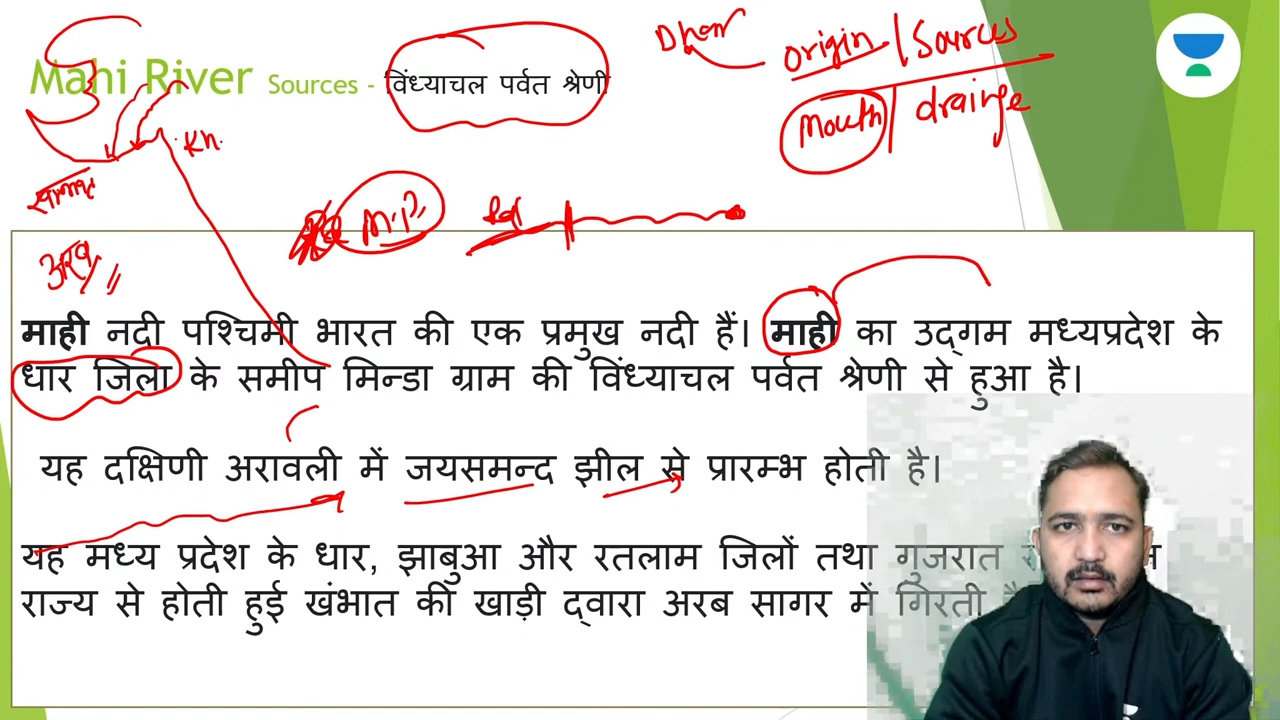 Mahi River Sources - विंध्याचल पर्वत श्रेणी
Dhar
origin / Sources
mouth / drainge
Kh.
M.P.
माही नदी पश्चिमी भारत की एक प्रमुख नदी हैं। माही का उद्गम मध्यप्रदेश के
धार जिला के समीप मिन्डा ग्राम की विंध्याचल पर्वत श्रेणी से हुआ है।
यह दक्षिणी अरावली में जयसमन्द झील से प्रारम्भ होती है।
यह मध्य प्रदेश के धार, झाबुआ और रतलाम जिलों तथा गुजरात
राज्य से होती हुई खंभात की खाड़ी द्वारा अरब सागर में गिरती